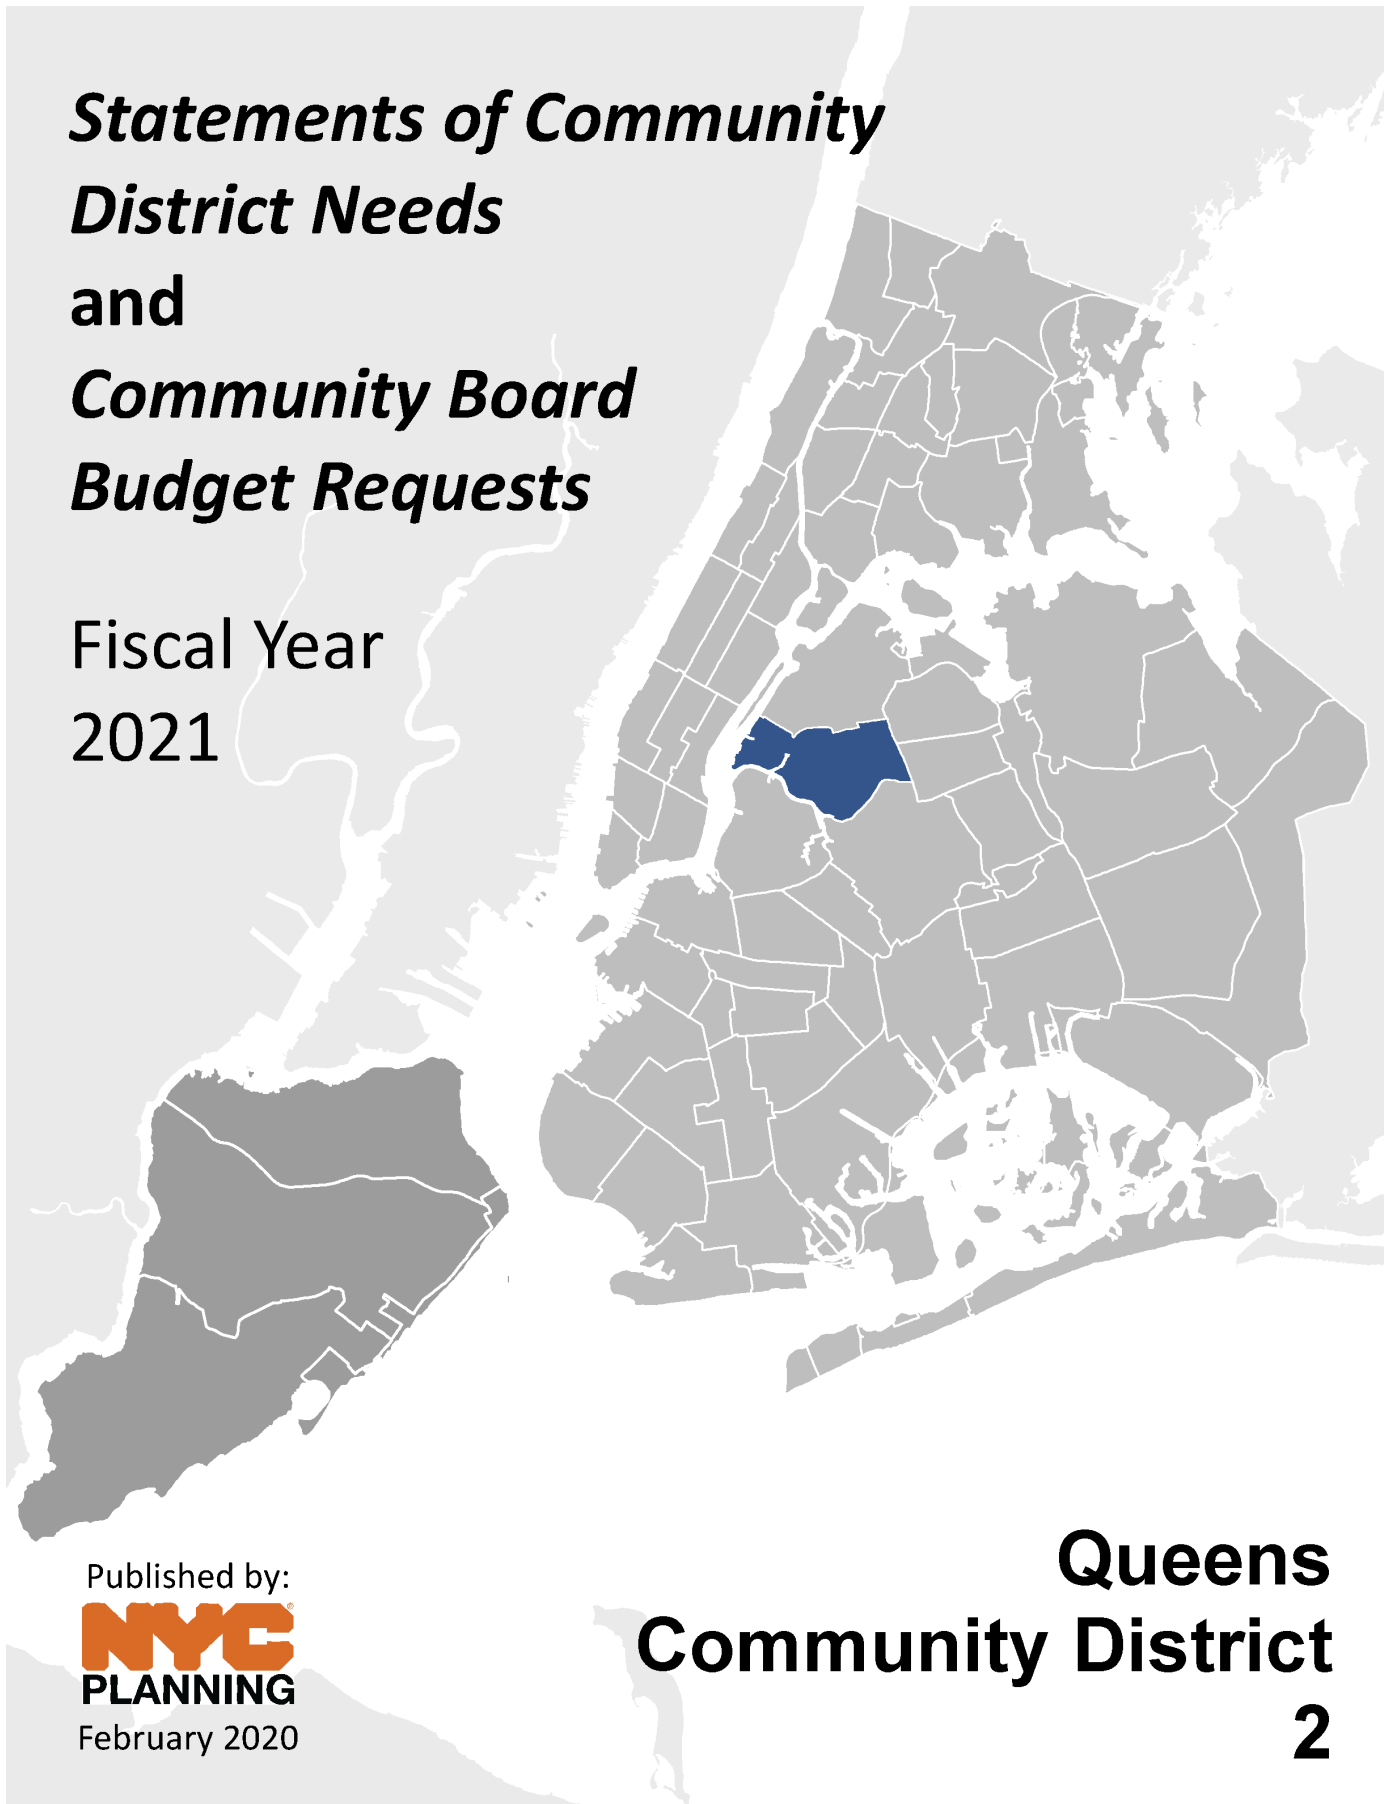 Statements of Community
District Needs
and
Community Board
Budget Requests
Fiscal Year
2021
Published by:
NYC®
PLANNING
February 2020
Queens
Community District
2